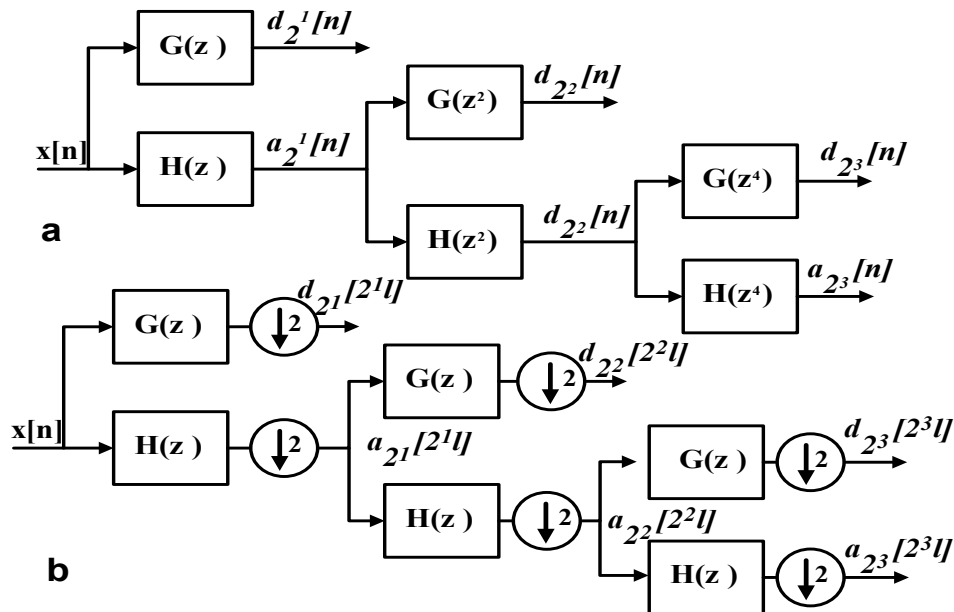 d₂¹[n]
G(z )
d₂²[n]
G(z²)
x[n]
a₂¹[n]
H(z )
d₂³[n]
G(z⁴)
a
d₂²[n]
H(z²)
a₂³[n]
H(z⁴)
d₂¹[2¹l]
G(z )
↓2
d₂²[2²l]
G(z )
↓2
x[n]
H(z )
↓2
a₂¹[2¹l]
d₂³[2³l]
G(z )
↓2
H(z )
↓2
a₂²[2²l]
a₂³[2³l]
H(z )
↓2
b